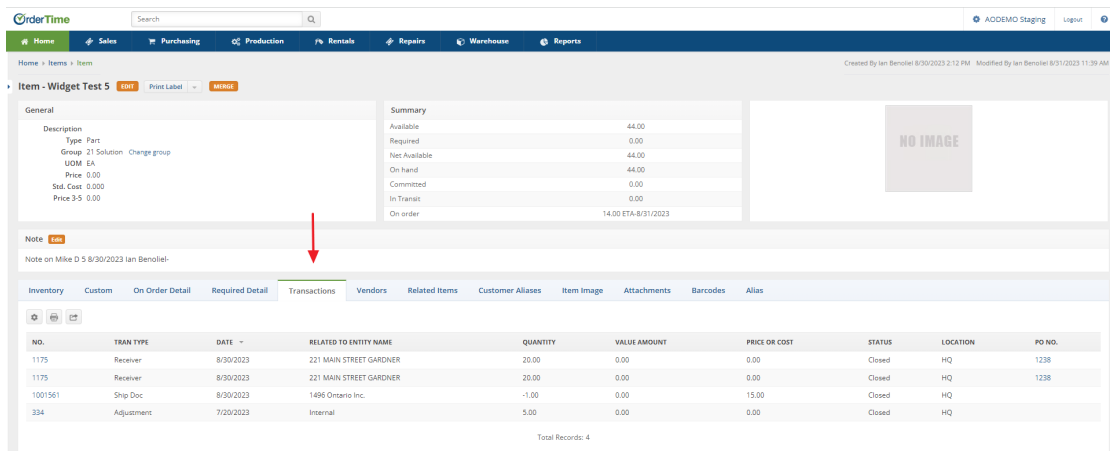 OrderTime Search AODEMO Staging Logout
Home Sales Purchasing Production Rentals Repairs Warehouse Reports
Home › Items › Item Created By Ian Benoliel 8/30/2023 2:12 PM Modified By Ian Benoliel 8/31/2023 11:39 AM
Item - Widget Test 5 EDIT Print Label MERGE
General
Description
Type Part
Group 21 Solution Change group
UOM EA
Price 0.00
Std. Cost 0.000
Price 3-5 0.00
Summary
Available 44.00
Required 0.00
Net Available 44.00
On hand 44.00
Committed 0.00
In Transit 0.00
On order 14.00 ETA-8/31/2023
NO IMAGE
Note Edit
Note on Mike D 5 8/30/2023 Ian Benoliel-
Inventory Custom On Order Detail Required Detail Transactions Vendors Related Items Customer Aliases Item Image Attachments Barcodes Alias
NO. TRAN TYPE DATE RELATED TO ENTITY NAME QUANTITY VALUE AMOUNT PRICE OR COST STATUS LOCATION PO NO.
1175 Receiver 8/30/2023 221 MAIN STREET GARDNER 20.00 0.00 0.00 Closed HQ 1238
1175 Receiver 8/30/2023 221 MAIN STREET GARDNER 20.00 0.00 0.00 Closed HQ 1238
1001561 Ship Doc 8/30/2023 1496 Ontario Inc. -1.00 0.00 15.00 Closed HQ
334 Adjustment 7/20/2023 Internal 5.00 0.00 0.00 Closed HQ
Total Records: 4